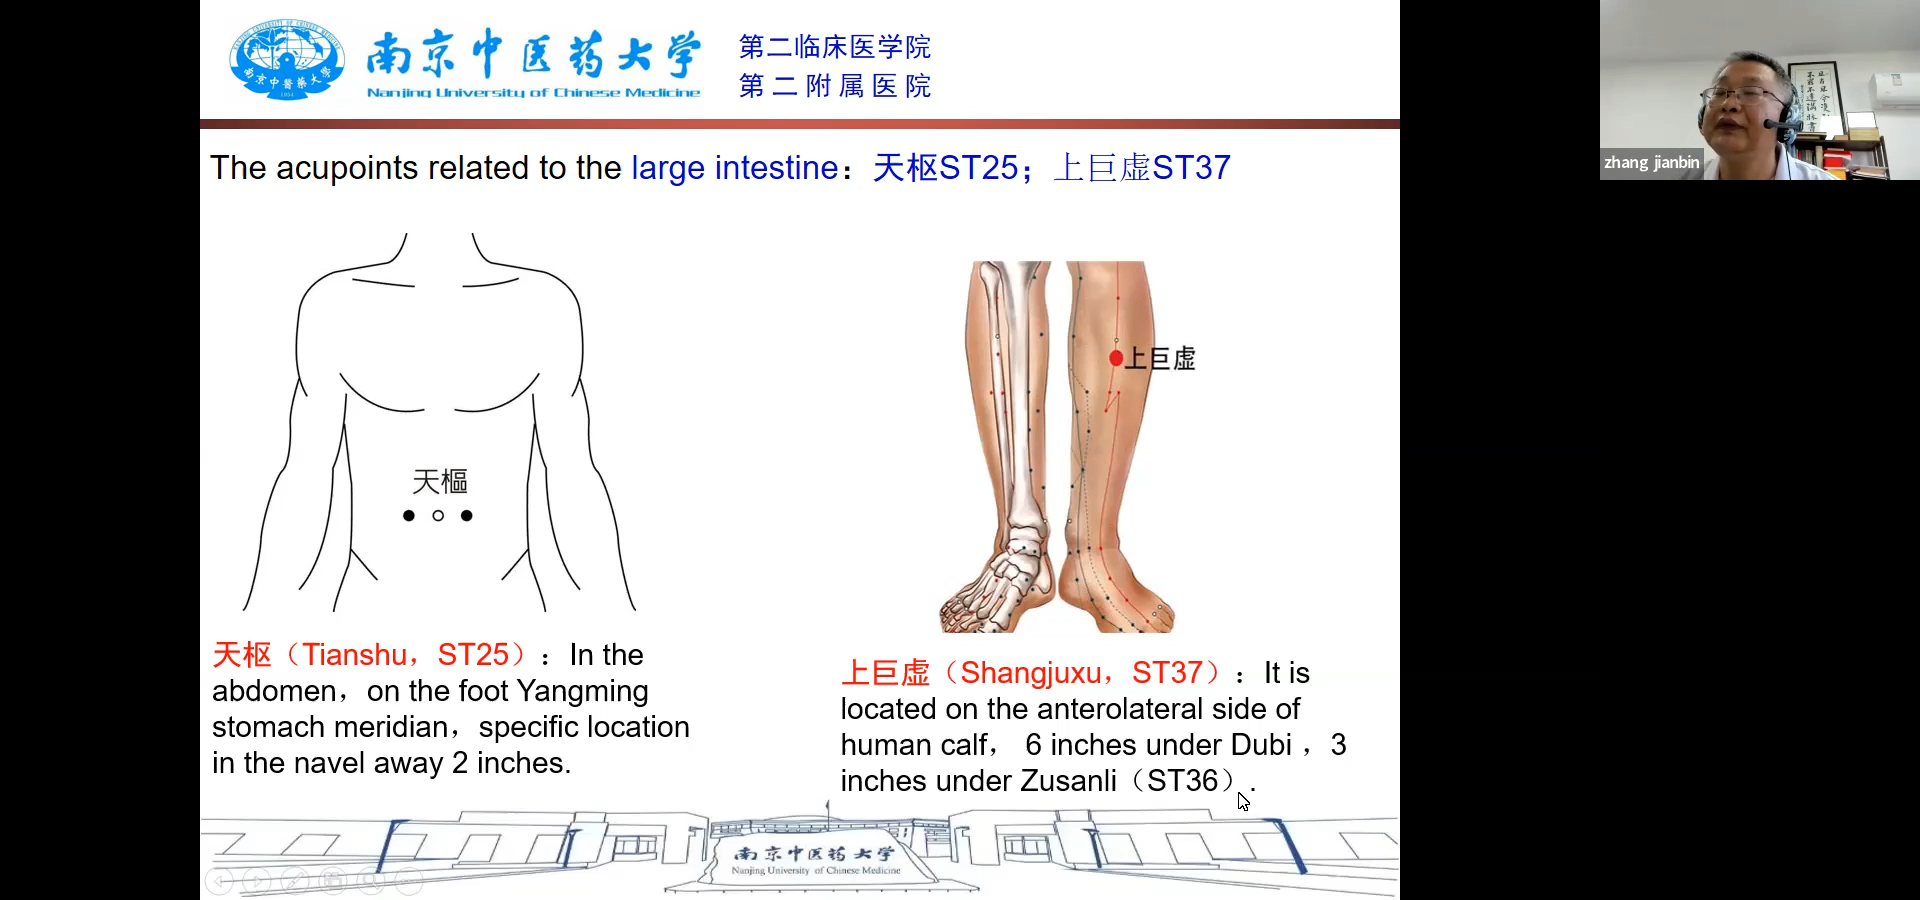 南京中医药大学
Nanjing University of Chinese Medicine
第二临床医学院
第二附属医院
The acupoints related to the large intestine：天枢ST25；上巨虚ST37
天樞
上巨虚
天枢（Tianshu，ST25）：In the
abdomen，on the foot Yangming
stomach meridian，specific location
in the navel away 2 inches.
上巨虚（Shangjuxu，ST37）：It is
located on the anterolateral side of
human calf， 6 inches under Dubi ，3
inches under Zusanli（ST36）.
南京中医药大学
Nanjing University of Chinese Medicine
zhang jianbin